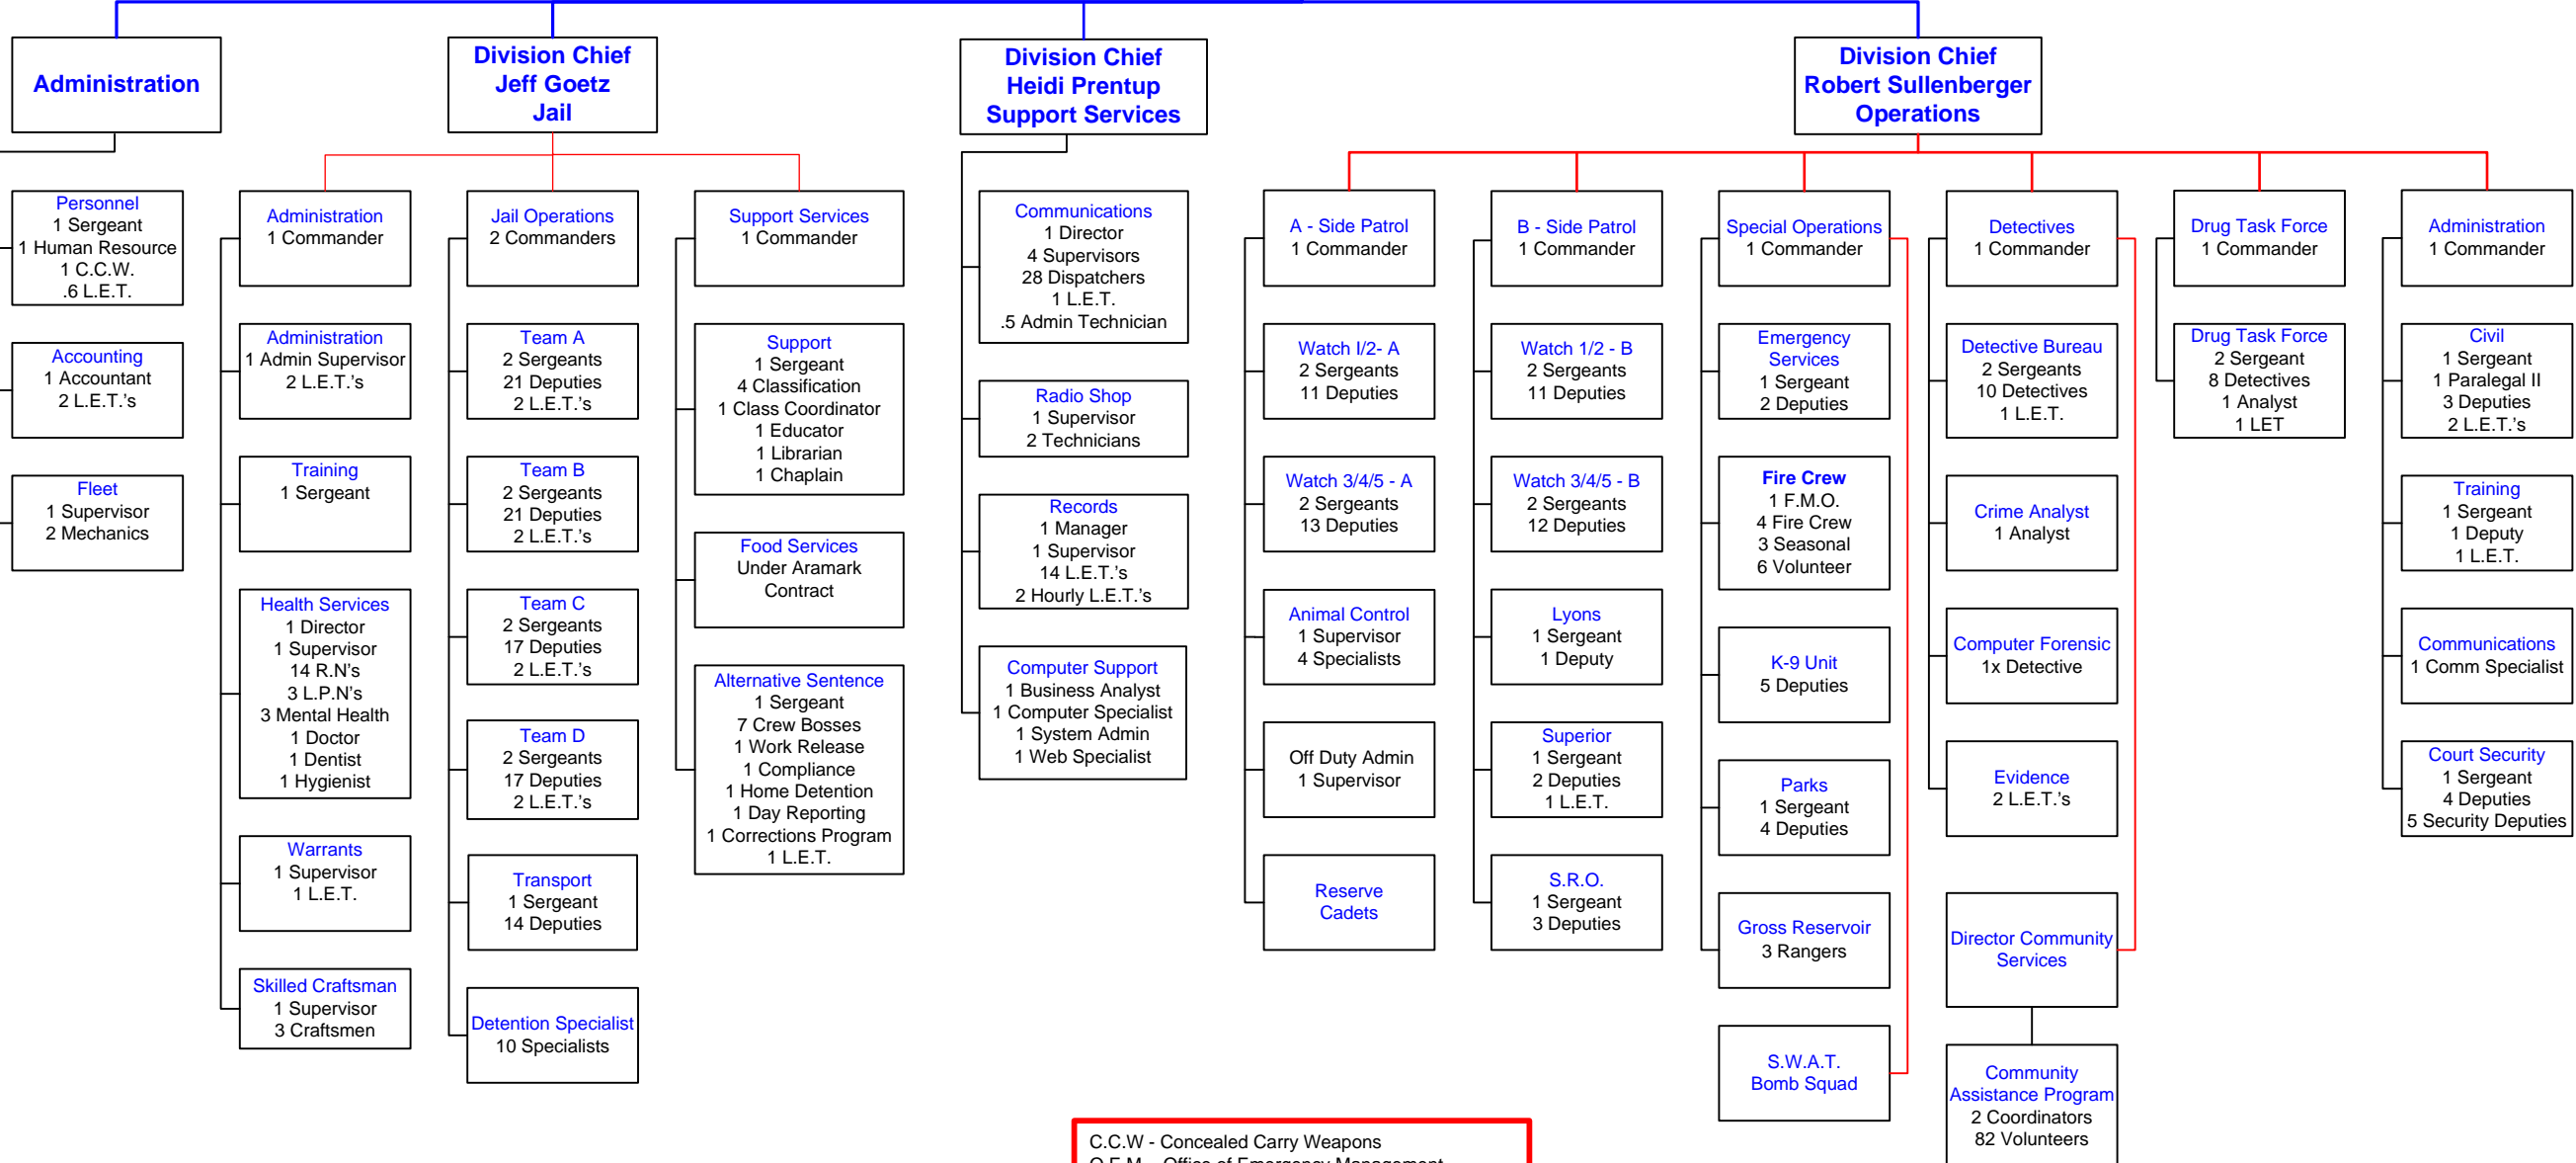 Administration
Division Chief
Jeff Goetz
Jail
Division Chief
Heidi Prentup
Support Services
Division Chief
Robert Sullenberger
Operations
Personnel
1 Sergeant
1 Human Resource
1 C.C.W.
.6 L.E.T.
Accounting
1 Accountant
2 L.E.T.'s
Fleet
1 Supervisor
2 Mechanics
Administration
1 Commander
Administration
1 Admin Supervisor
2 L.E.T.'s
Training
1 Sergeant
Health Services
1 Director
1 Supervisor
14 R.N's
3 L.P.N's
3 Mental Health
1 Doctor
1 Dentist
1 Hygienist
Warrants
1 Supervisor
1 L.E.T.
Skilled Craftsman
1 Supervisor
3 Craftsmen
Jail Operations
2 Commanders
Team A
2 Sergeants
21 Deputies
2 L.E.T.'s
Team B
2 Sergeants
21 Deputies
2 L.E.T.'s
Team C
2 Sergeants
17 Deputies
2 L.E.T.'s
Team D
2 Sergeants
17 Deputies
2 L.E.T.'s
Transport
1 Sergeant
14 Deputies
Detention Specialist
10 Specialists
Support Services
1 Commander
Support
1 Sergeant
4 Classification
1 Class Coordinator
1 Educator
1 Librarian
1 Chaplain
Food Services
Under Aramark
Contract
Alternative Sentence
1 Sergeant
7 Crew Bosses
1 Work Release
1 Compliance
1 Home Detention
1 Day Reporting
1 Corrections Program
1 L.E.T.
Communications
1 Director
4 Supervisors
28 Dispatchers
1 L.E.T.
.5 Admin Technician
Radio Shop
1 Supervisor
2 Technicians
Records
1 Manager
1 Supervisor
14 L.E.T.'s
2 Hourly L.E.T.'s
Computer Support
1 Business Analyst
1 Computer Specialist
1 System Admin
1 Web Specialist
A - Side Patrol
1 Commander
Watch I/2- A
2 Sergeants
11 Deputies
Watch 3/4/5 - A
2 Sergeants
13 Deputies
Animal Control
1 Supervisor
4 Specialists
Off Duty Admin
1 Supervisor
Reserve
Cadets
B - Side Patrol
1 Commander
Watch 1/2 - B
2 Sergeants
11 Deputies
Watch 3/4/5 - B
2 Sergeants
12 Deputies
Lyons
1 Sergeant
1 Deputy
Superior
1 Sergeant
2 Deputies
1 L.E.T.
S.R.O.
1 Sergeant
3 Deputies
Special Operations
1 Commander
Emergency
Services
1 Sergeant
2 Deputies
Fire Crew
1 F.M.O.
4 Fire Crew
3 Seasonal
6 Volunteer
K-9 Unit
5 Deputies
Parks
1 Sergeant
4 Deputies
Gross Reservoir
3 Rangers
S.W.A.T.
Bomb Squad
Detectives
1 Commander
Detective Bureau
2 Sergeants
10 Detectives
1 L.E.T.
Crime Analyst
1 Analyst
Computer Forensic
1x Detective
Evidence
2 L.E.T.'s
Director Community
Services
Community
Assistance Program
2 Coordinators
82 Volunteers
Drug Task Force
1 Commander
Drug Task Force
2 Sergeant
8 Detectives
1 Analyst
1 LET
Administration
1 Commander
Civil
1 Sergeant
1 Paralegal II
3 Deputies
2 L.E.T.'s
Training
1 Sergeant
1 Deputy
1 L.E.T.
Communications
1 Comm Specialist
Court Security
1 Sergeant
4 Deputies
5 Security Deputies
C.C.W - Concealed Carry Weapons
O.E.M. - Office of Emergency Management